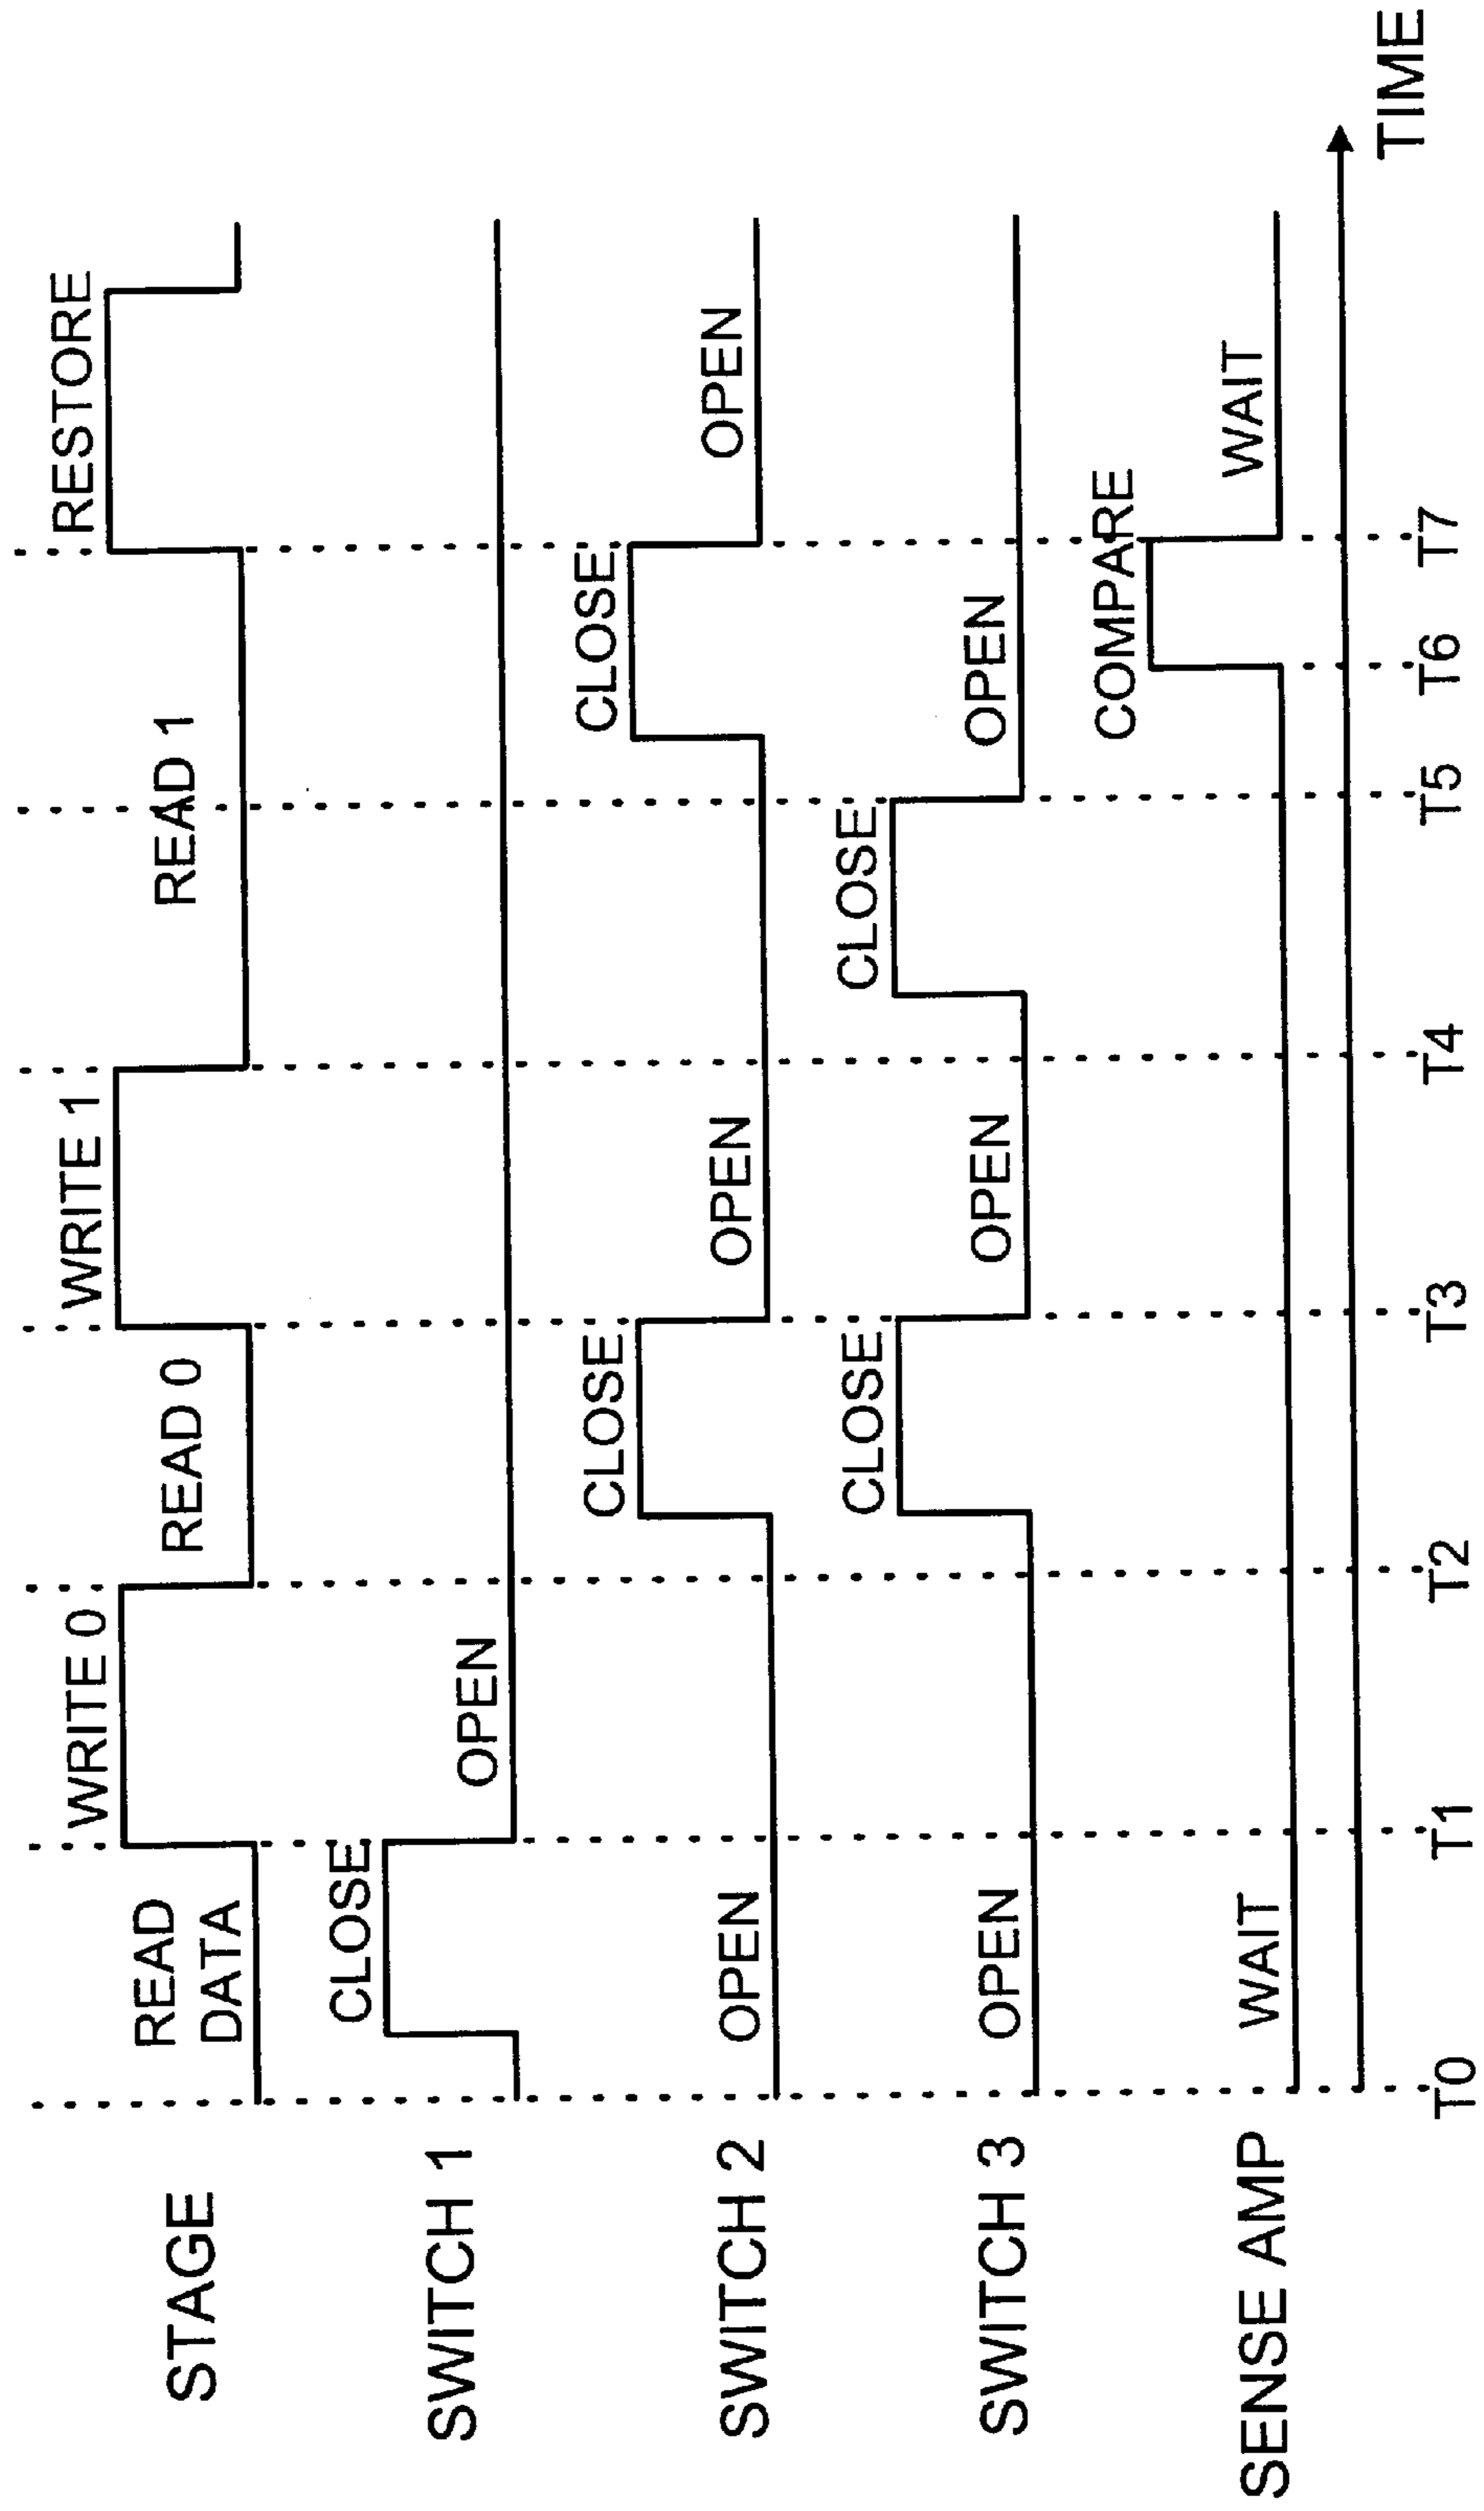 STAGE
READ
DATA
WRITE 0
READ 0
WRITE 1
READ 1
RESTORE
SWITCH 1
CLOSE
OPEN
SWITCH 2
OPEN
CLOSE
OPEN
CLOSE
OPEN
SWITCH 3
OPEN
CLOSE
OPEN
CLOSE
OPEN
SENSE AMP
WAIT
COMPARE
WAIT
T0 T1 T2 T3 T4 T5 T6 T7
TIME